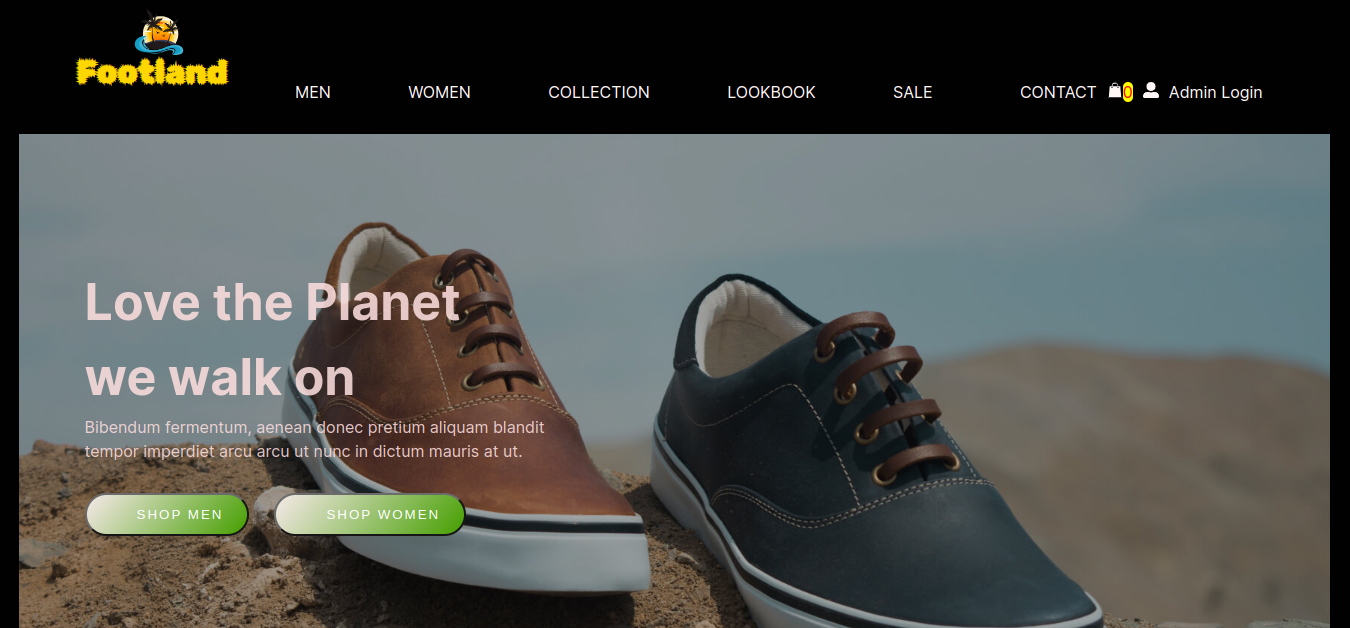 Footland
MEN WOMEN COLLECTION LOOKBOOK SALE CONTACT 0 Admin Login
Love the Planet
we walk on
Bibendum fermentum, aenean donec pretium aliquam blandit
tempor imperdiet arcu arcu ut nunc in dictum mauris at ut.
SHOP MEN SHOP WOMEN